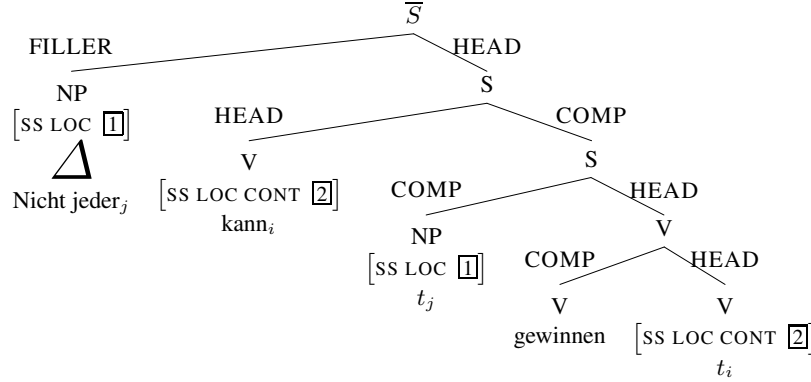 S
FILLER HEAD
NP S
[SS LOC 1] HEAD COMP
V S
Nicht jeder_j [SS LOC CONT 2] COMP HEAD
kann_i NP V
[SS LOC 1] COMP HEAD
t_j V V
gewinnen [SS LOC CONT 2]
t_i